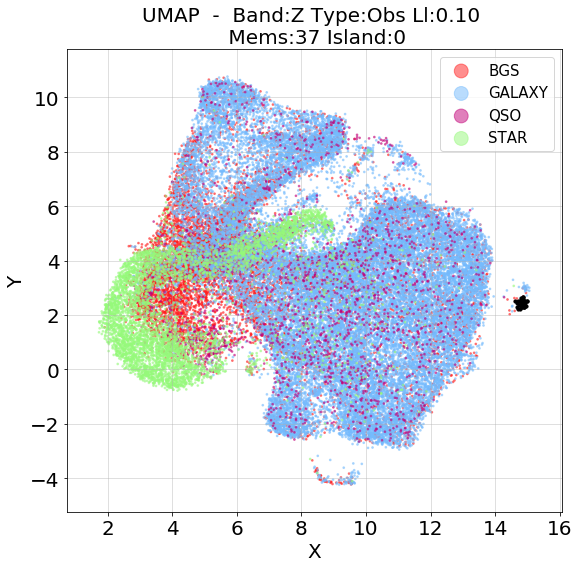 UMAP  -  Band:Z Type:Obs Ll:0.10
Mems:37 Island:0
BGS
GALAXY
QSO
STAR
10
8
6
4
2
0
−2
−4
Y
2
4
6
8
10
12
14
16
X